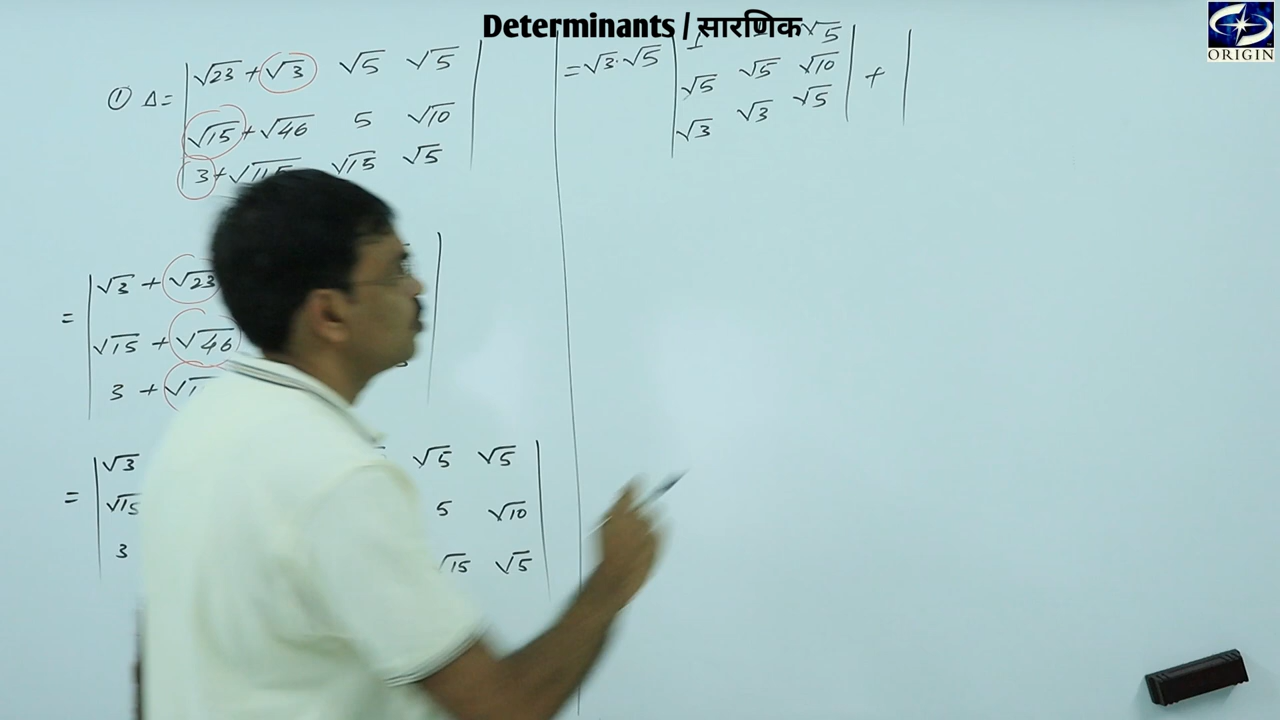 Determinants / सारणिक
ORIGIN
① Δ = | √23 + √3 √5 √5 |
√15 + √46 5 √10
3 + √115 √15 √5
= | √3 + √23
√15 + √46
3 +
= | √3 √5 √5 |
√15 5 √10
3 √15 √5
= √3·√5 | 1 √5 | + |
√5 √5 √10
√3 √3 √5